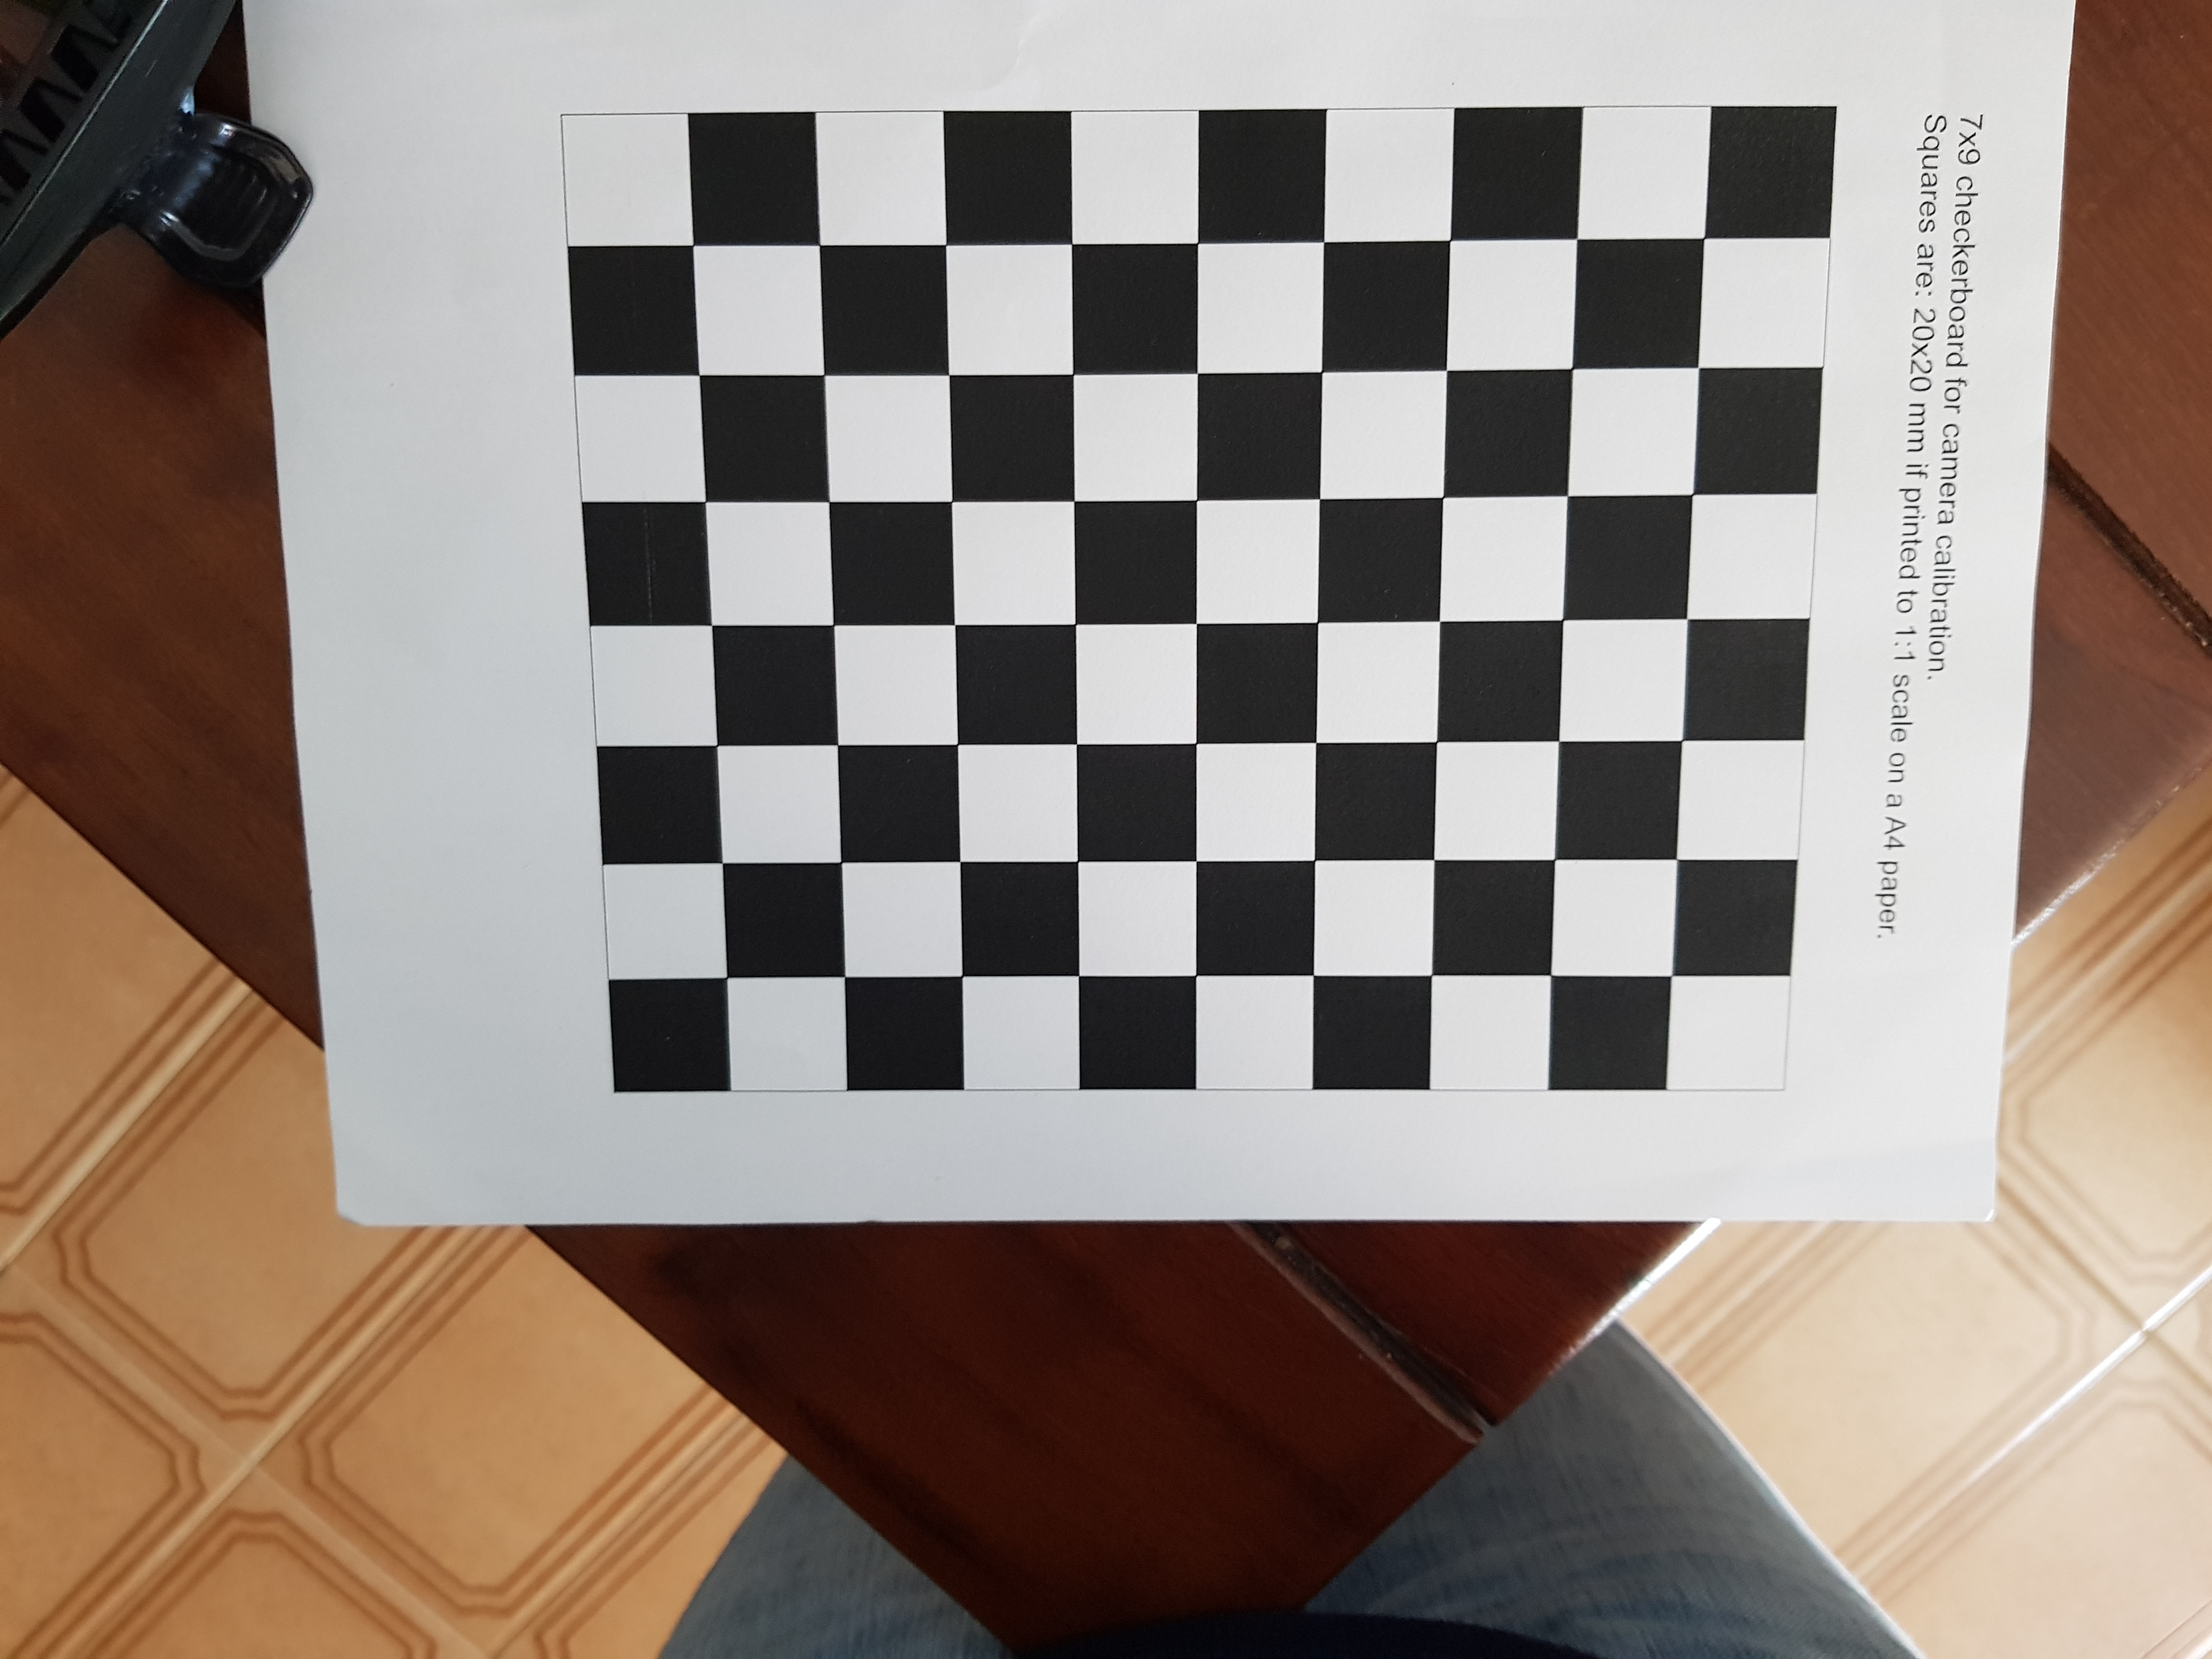 7x9 checkerboard for camera calibration.
Squares are: 20x20 mm if printed to 1:1 scale on a A4 paper.